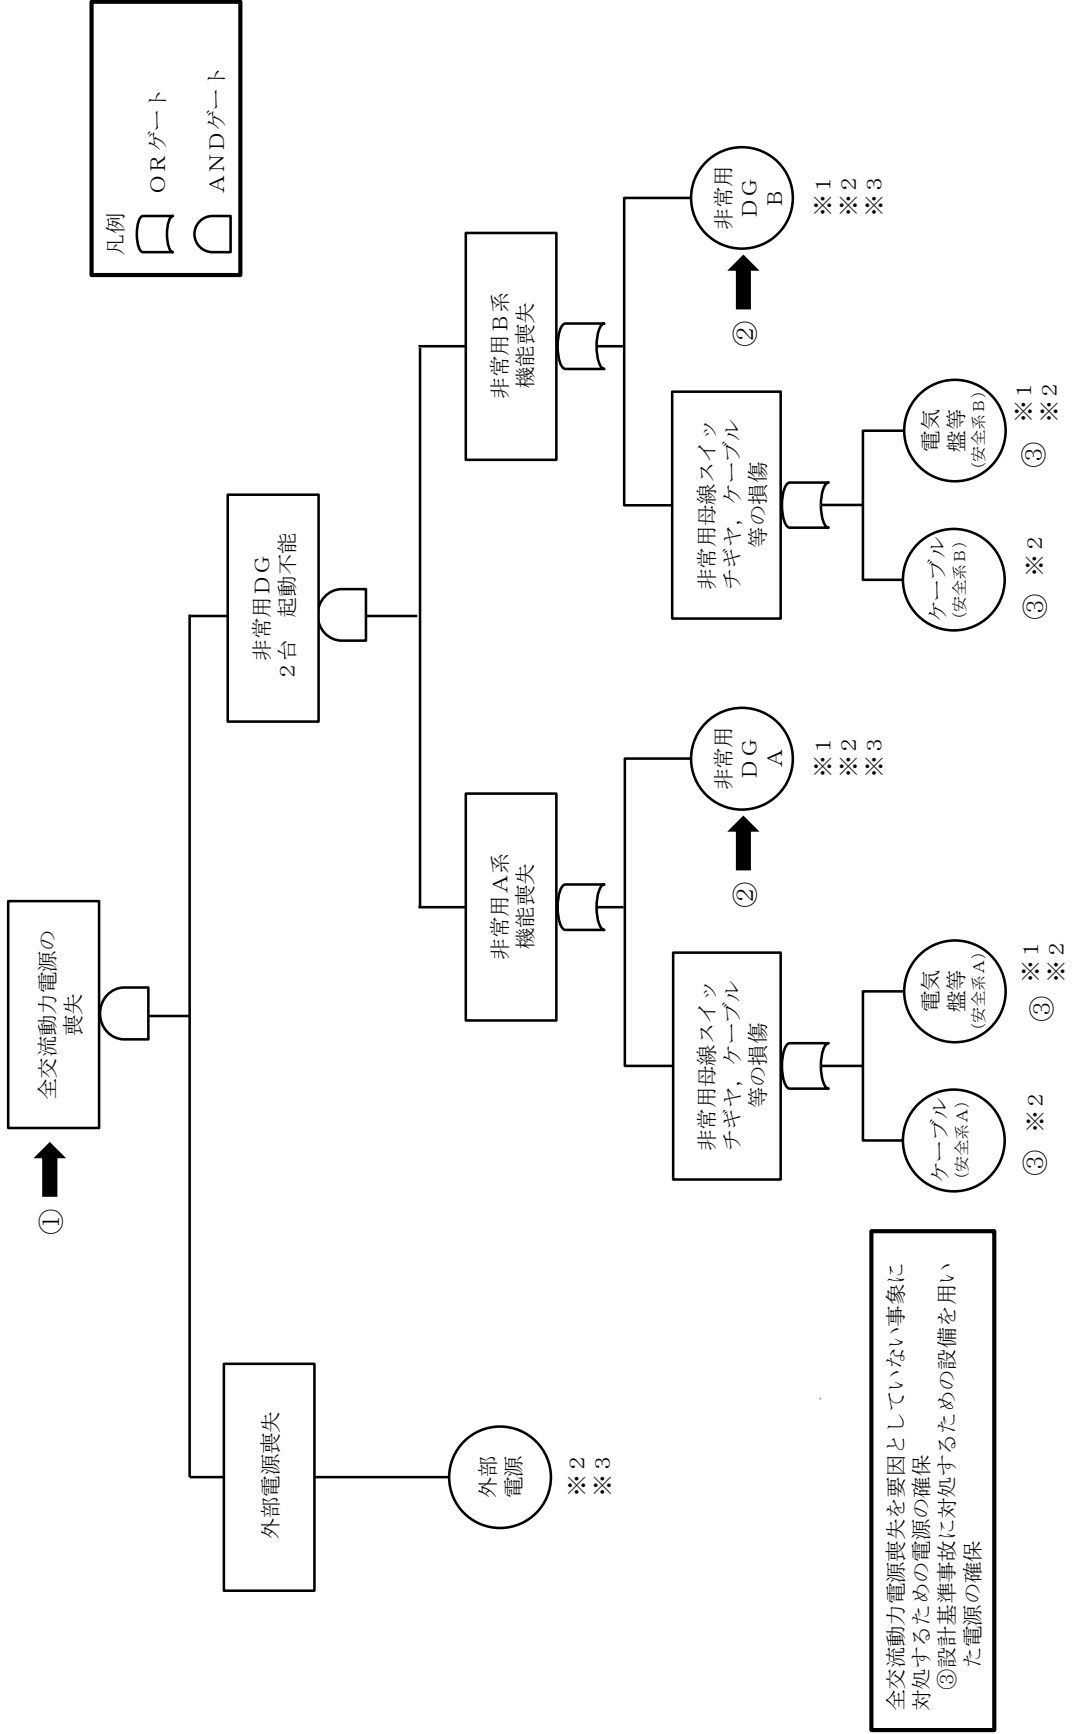 凡例
ORゲート
ANDゲート
①
全交流動力電源の
喪失
外部電源喪失
外部
電源
※2
※3
非常用DG
2台　起動不能
非常用A系
機能喪失
非常用母線スイッ
チギヤ，ケーブル
等の損傷
ケーブル
(安全系A)
③ ※2
電気
盤等
(安全系A)
③ ※1
※2
②
非常用
DG
A
※1
※2
※3
非常用B系
機能喪失
非常用母線スイッ
チギヤ，ケーブル
等の損傷
ケーブル
(安全系B)
③ ※2
電気
盤等
(安全系B)
③ ※1
※2
②
非常用
DG
B
※1
※2
※3
全交流動力電源喪失を要因としていない事象に
対処するための電源の確保
③設計基準事故に対処するための設備を用い
た電源の確保